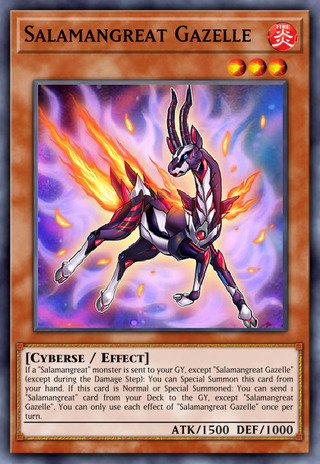 Salamangreat Gazelle
FIRE
炎
[Cyberse / Effect]
If a "Salamangreat" monster is sent to your GY, except "Salamangreat Gazelle"
(except during the Damage Step): You can Special Summon this card from
your hand. If this card is Normal or Special Summoned: You can send 1
"Salamangreat" card from your Deck to the GY, except "Salamangreat
Gazelle". You can only use each effect of "Salamangreat Gazelle" once per
turn.
ATK/1500 DEF/1000